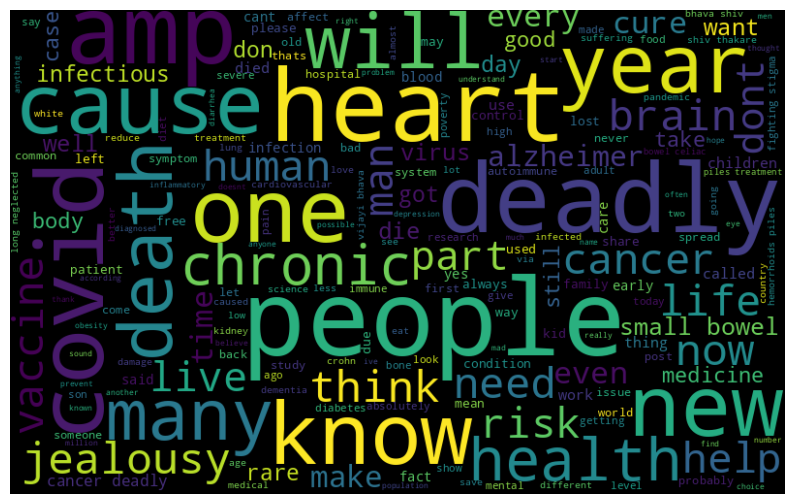 say
cant affect
right
men
bhava shiv
amp
will
every
cure
case
please
made
almost
shiv thakare
don
old
may
good
suffering food
thought
want
anything
infectious
died
thats
severe
hospital
problem
blood
understand
day
start
year
cause
heart
poverty
use
control
lost
pandemic
brain
fighting stigma
dont
white
diarrhea
reduce
treatment
diet
lung infection
bad
high
never
hope
take
well
common
left
symptom
human
inflammatory
cardiovascular
love
man
virus
system
lot
alzheimer
autoimmune
adult
bowel celiac
children
piles treatment
long neglected
covid
death
free
one
pain
vijayi bhava
got
depression
deadly
often
two
going
eye
care
body
diagnosed
better
anyone
possible
die
research
much
infected
name
share
spread
hemorrhoids piles
patient
according
chronic
part
used
yes
via
still
cancer
called
country
vaccine
come
thank
time
let
caused
science less
immune
people
see
always
first
give
due
way
family
early
today
life
kid
small bowel
obesity
low
kidney
believe
back
eat
really
thing
post
now
sound
damage
live
ago
study
crohn
ive
look
bone
mad
condition
prevent
son
said
another
dementia
think
need
even
medicine
known
many
diabetes
absolutely
mean
work
issue
new
someone
million
know
risk
world
getting
jealousy
age
fact
show
health
help
find
number
cancer deadly
rare
medical
make
population
save
mental
different
level
probably
choice